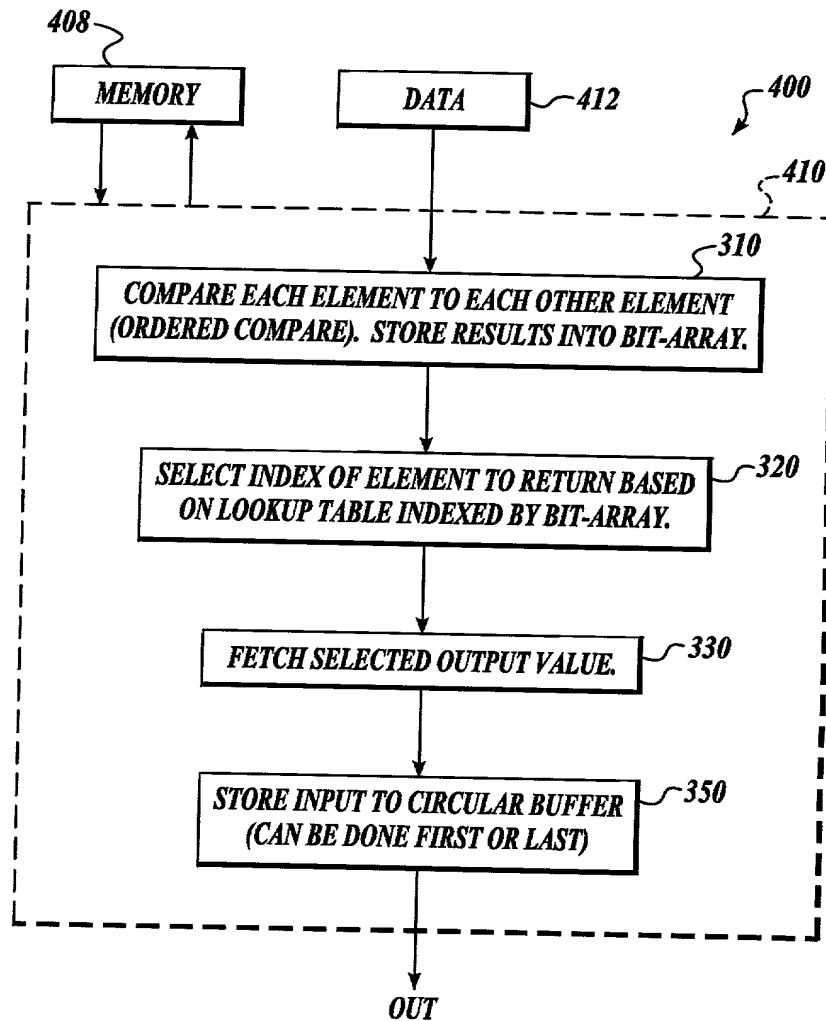 408
MEMORY
DATA
412
400
410
310
COMPARE EACH ELEMENT TO EACH OTHER ELEMENT
(ORDERED COMPARE). STORE RESULTS INTO BIT-ARRAY.
SELECT INDEX OF ELEMENT TO RETURN BASED
ON LOOKUP TABLE INDEXED BY BIT-ARRAY.
320
FETCH SELECTED OUTPUT VALUE.
330
STORE INPUT TO CIRCULAR BUFFER
(CAN BE DONE FIRST OR LAST)
350
OUT